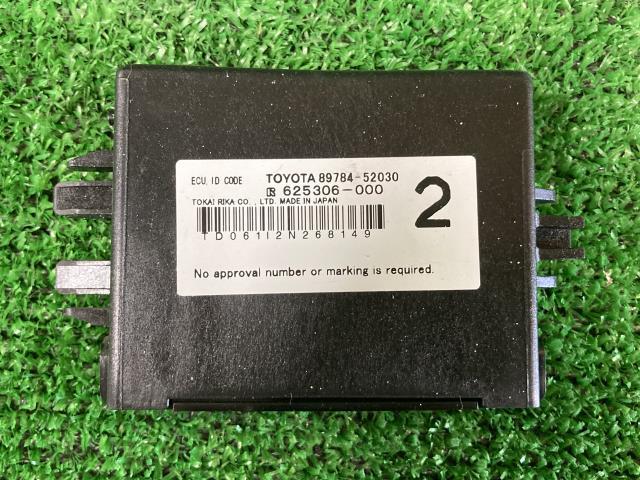 ECU, ID CODE TOYOTA 89784-52030
R 625306-000
TOKAI RIKA CO., LTD. MADE IN JAPAN
2
TD06112N268149
No approval number or marking is required.